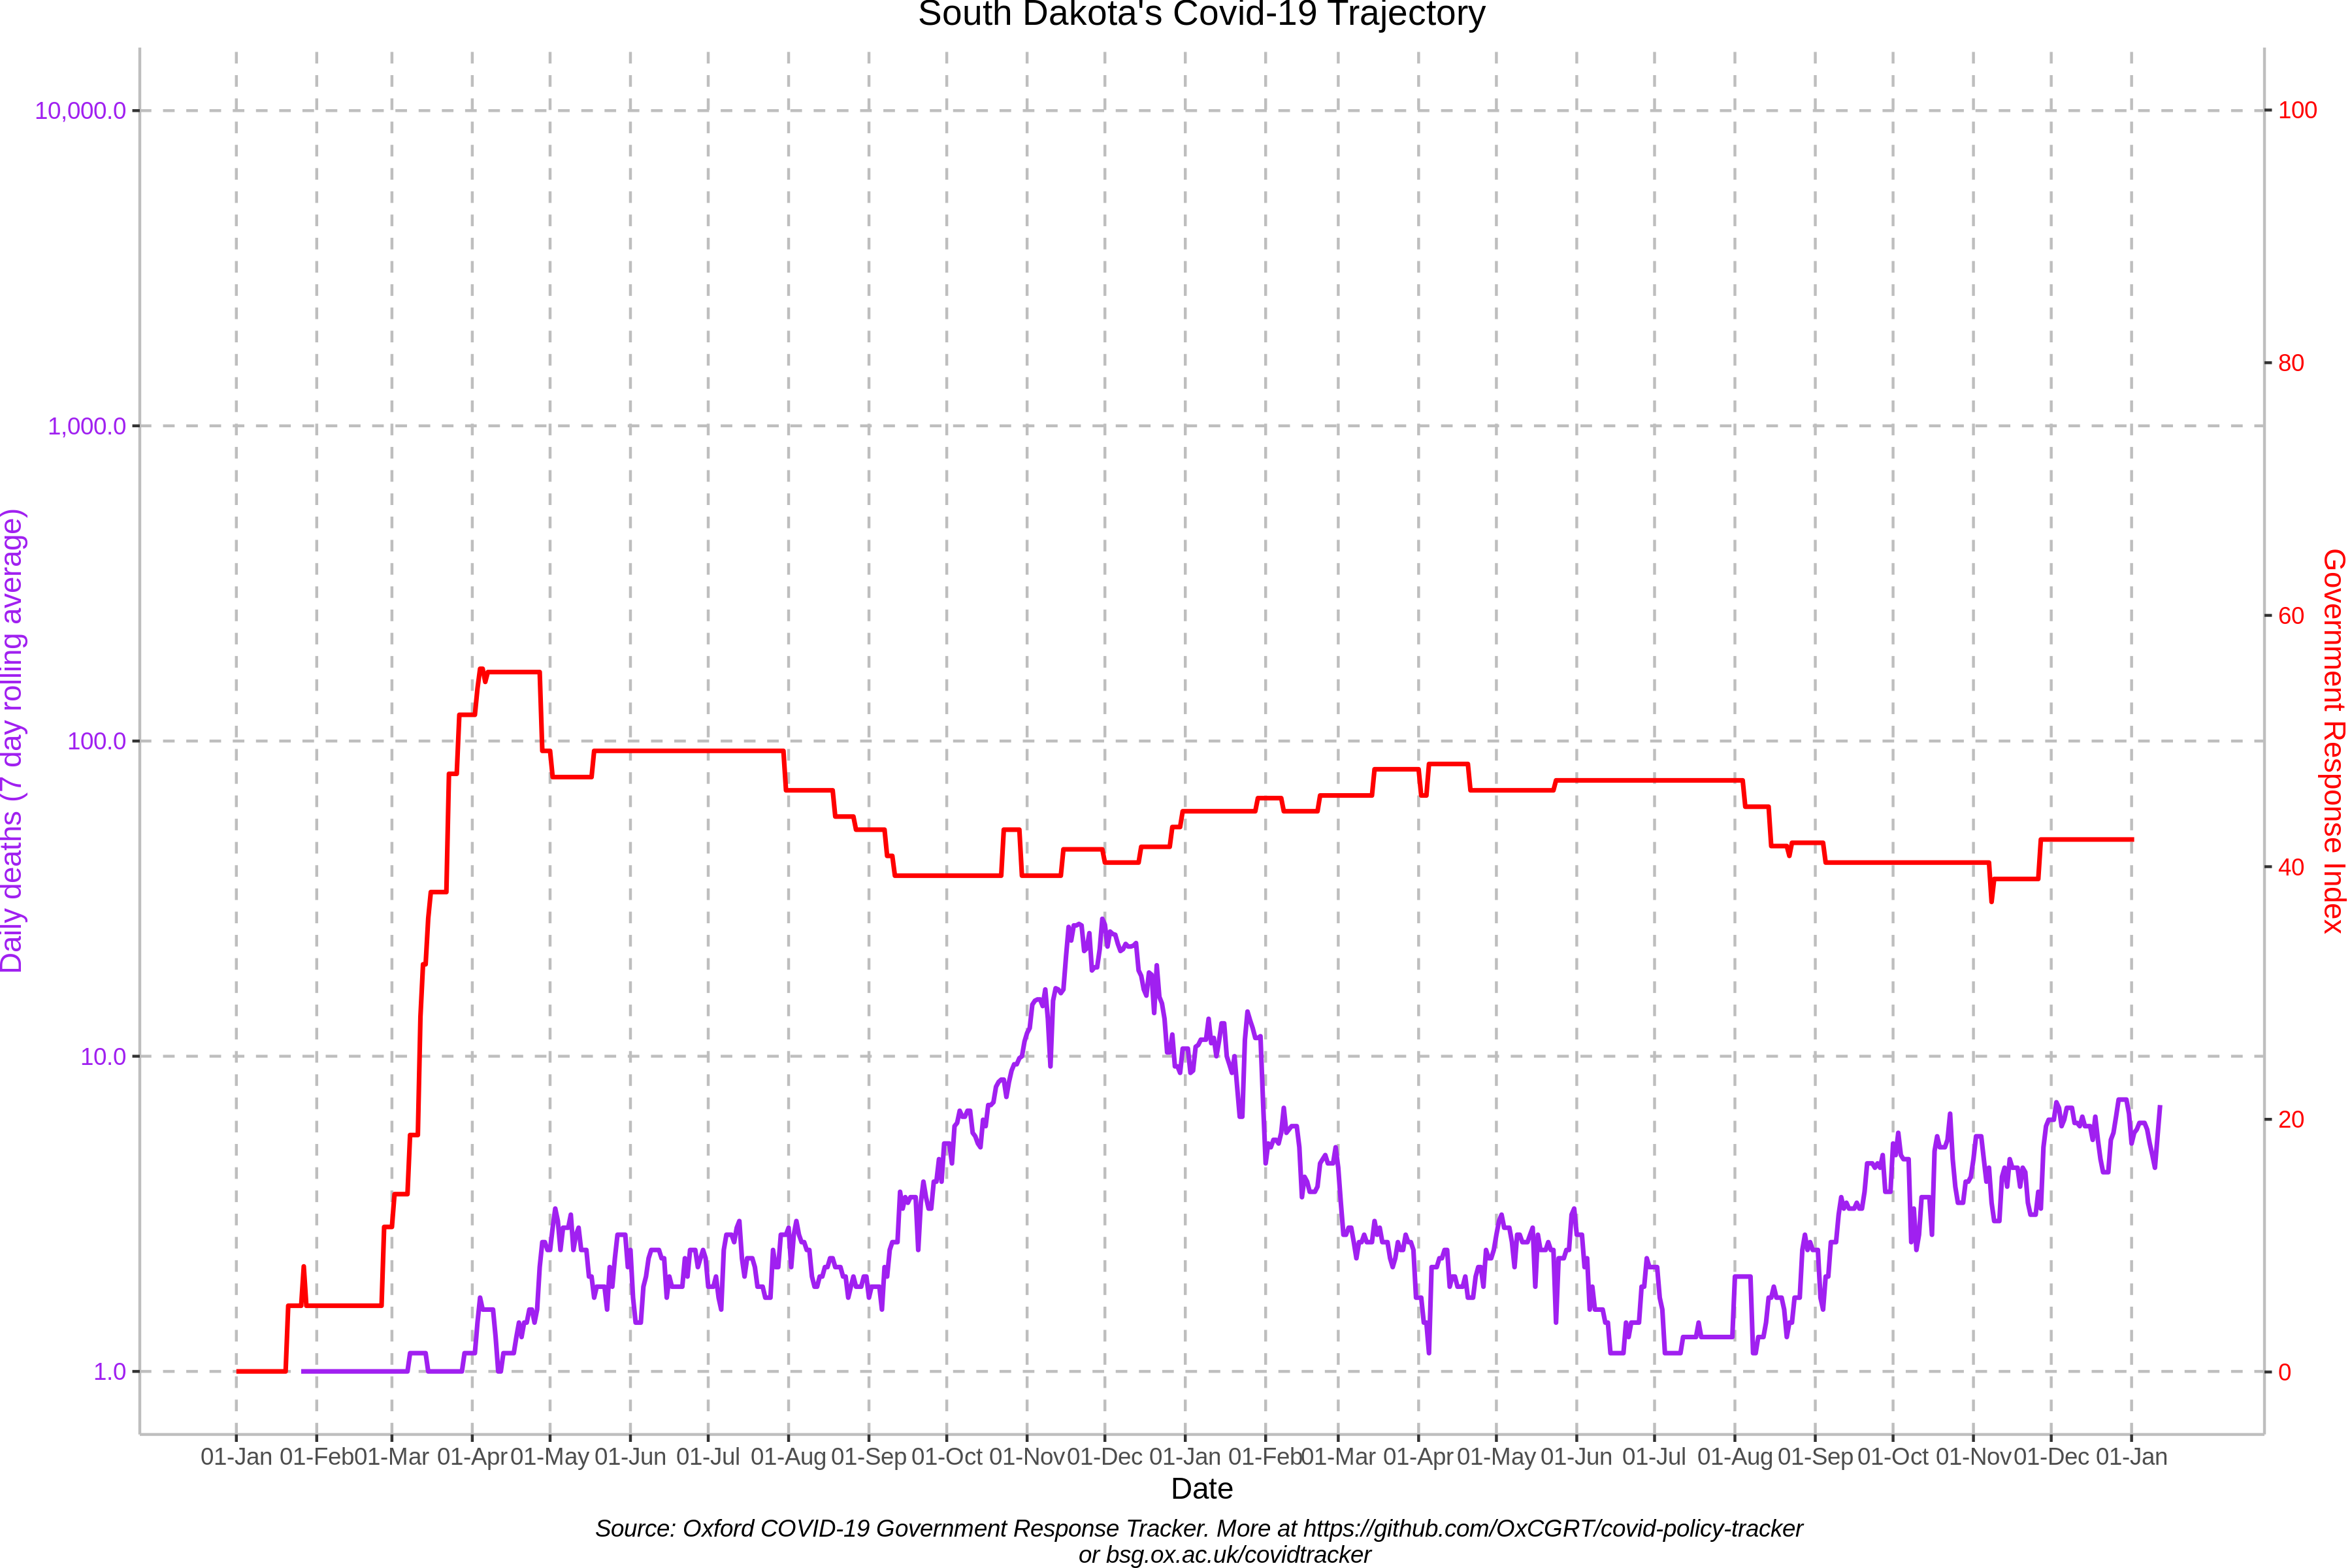 South Dakota's Covid-19 Trajectory
10,000.0
1,000.0
100.0
10.0
1.0
Daily deaths (7 day rolling average)
100
80
60
40
20
0
Government Response Index
01-Jan 01-Feb 01-Mar 01-Apr 01-May 01-Jun 01-Jul 01-Aug 01-Sep 01-Oct 01-Nov 01-Dec 01-Jan 01-Feb 01-Mar 01-Apr 01-May 01-Jun 01-Jul 01-Aug 01-Sep 01-Oct 01-Nov 01-Dec 01-Jan
Date
Source: Oxford COVID-19 Government Response Tracker. More at https://github.com/OxCGRT/covid-policy-tracker
or bsg.ox.ac.uk/covidtracker